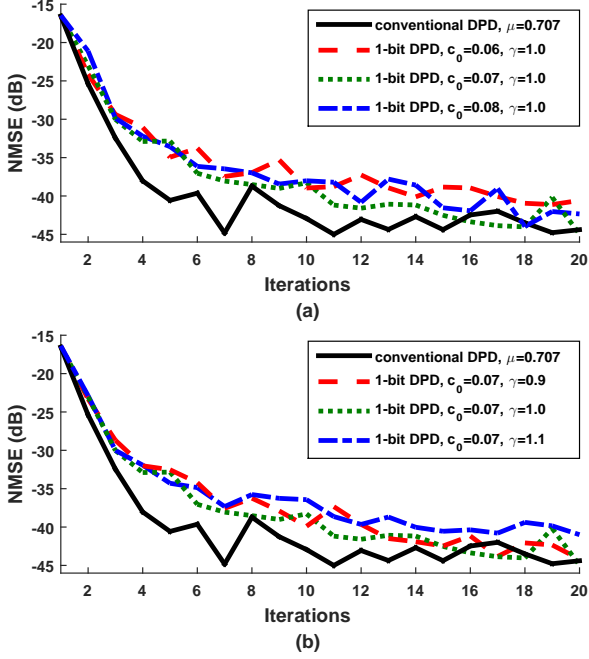 -15
-20
-25
-30
-35
-40
-45
NMSE (dB)
conventional DPD, μ=0.707
1-bit DPD, c0=0.06, γ=1.0
1-bit DPD, c0=0.07, γ=1.0
1-bit DPD, c0=0.08, γ=1.0
2 4 6 8 10 12 14 16 18 20
Iterations
(a)
-15
-20
-25
-30
-35
-40
-45
NMSE (dB)
conventional DPD, μ=0.707
1-bit DPD, c0=0.07, γ=0.9
1-bit DPD, c0=0.07, γ=1.0
1-bit DPD, c0=0.07, γ=1.1
2 4 6 8 10 12 14 16 18 20
Iterations
(b)